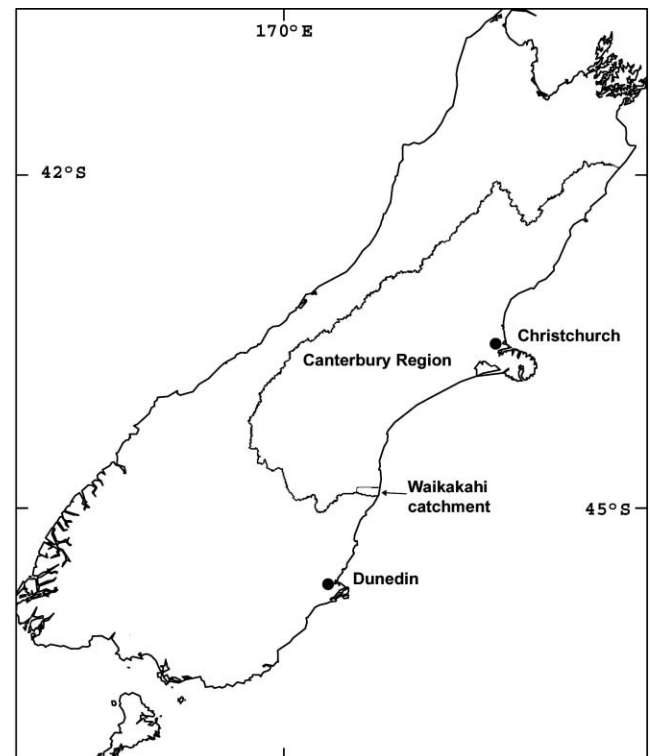 170°E
42°S
Christchurch
Canterbury Region
Waikakahi
catchment
45°S
Dunedin